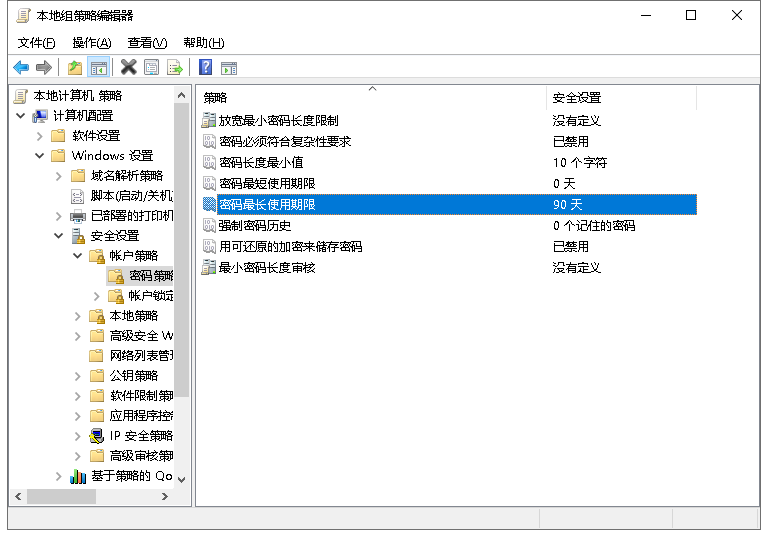 本地组策略编辑器
文件(F) 操作(A) 查看(V) 帮助(H)
本地计算机 策略
计算机配置
软件设置
Windows 设置
域名解析策略
脚本(启动/关机)
已部署的打印机
安全设置
帐户策略
密码策略
帐户锁定
本地策略
高级安全 W
网络列表管理
公钥策略
软件限制策略
应用程序控制
IP 安全策略
高级审核策略
基于策略的 Qo
策略 安全设置
放宽最小密码长度限制 没有定义
密码必须符合复杂性要求 已禁用
密码长度最小值 10 个字符
密码最短使用期限 0 天
密码最长使用期限 90 天
强制密码历史 0 个记住的密码
用可还原的加密来储存密码 已禁用
最小密码长度审核 没有定义